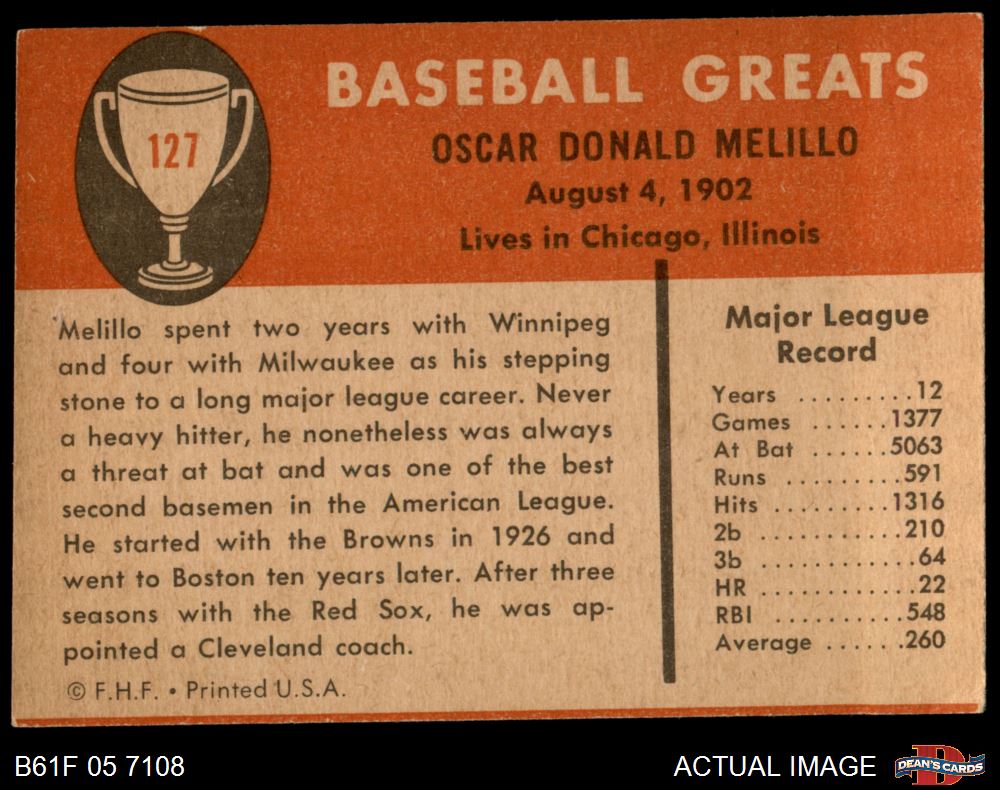 127
BASEBALL GREATS
OSCAR DONALD MELILLO
August 4, 1902
Lives in Chicago, Illinois
Melillo spent two years with Winnipeg
and four with Milwaukee as his stepping
stone to a long major league career. Never
a heavy hitter, he nonetheless was always
a threat at bat and was one of the best
second basemen in the American League.
He started with the Browns in 1926 and
went to Boston ten years later. After three
seasons with the Red Sox, he was ap-
pointed a Cleveland coach.
© F.H.F. • Printed U.S.A.
Major League
Record
Years .........12
Games ......1377
At Bat ......5063
Runs .........591
Hits .........1316
2b ...........210
3b ............64
HR ............22
RBI ..........548
Average ......260
B61F 05 7108
ACTUAL IMAGE
D
DEAN'S CARDS